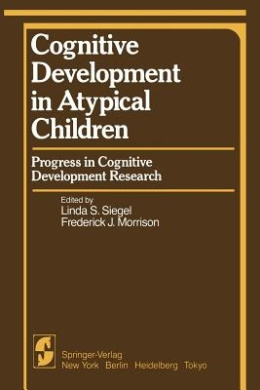 Cognitive
Development
in Atypical
Children
Progress in Cognitive
Development Research
Edited by
Linda S. Siegel
Frederick J. Morrison
Springer-Verlag
New York Berlin Heidelberg Tokyo